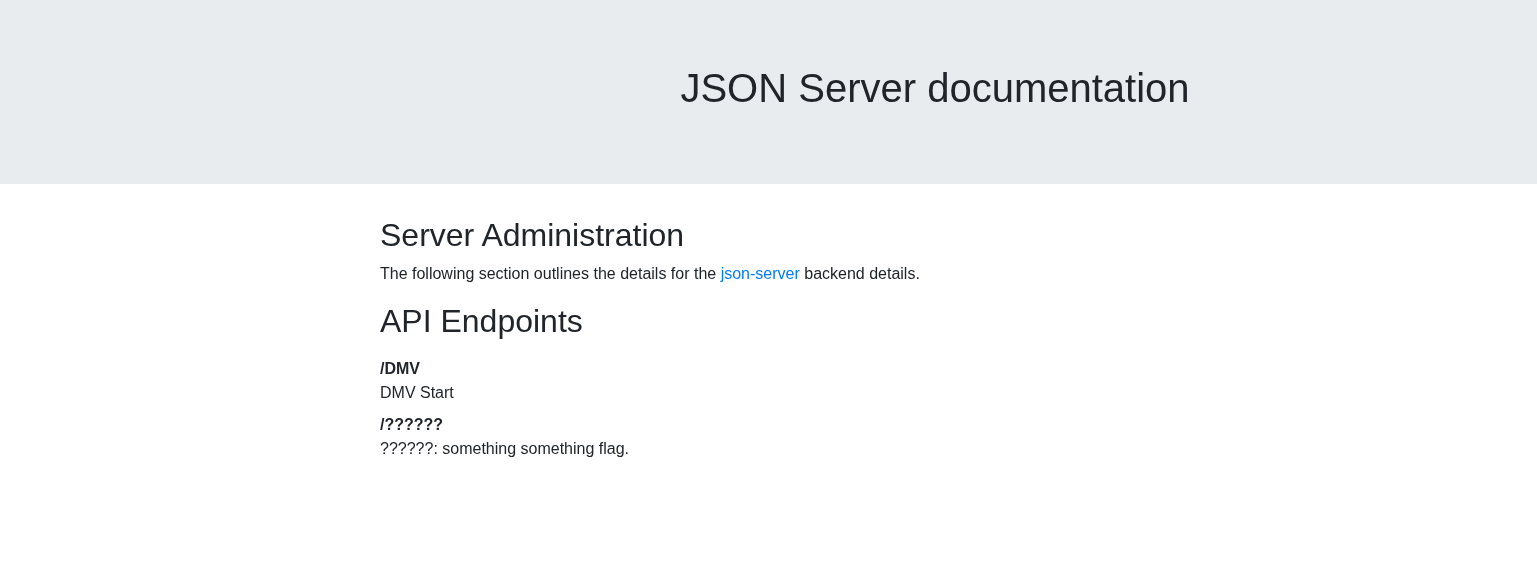 JSON Server documentation
Server Administration
The following section outlines the details for the json-server backend details.
API Endpoints
/DMV
DMV Start
/??????
??????: something something flag.